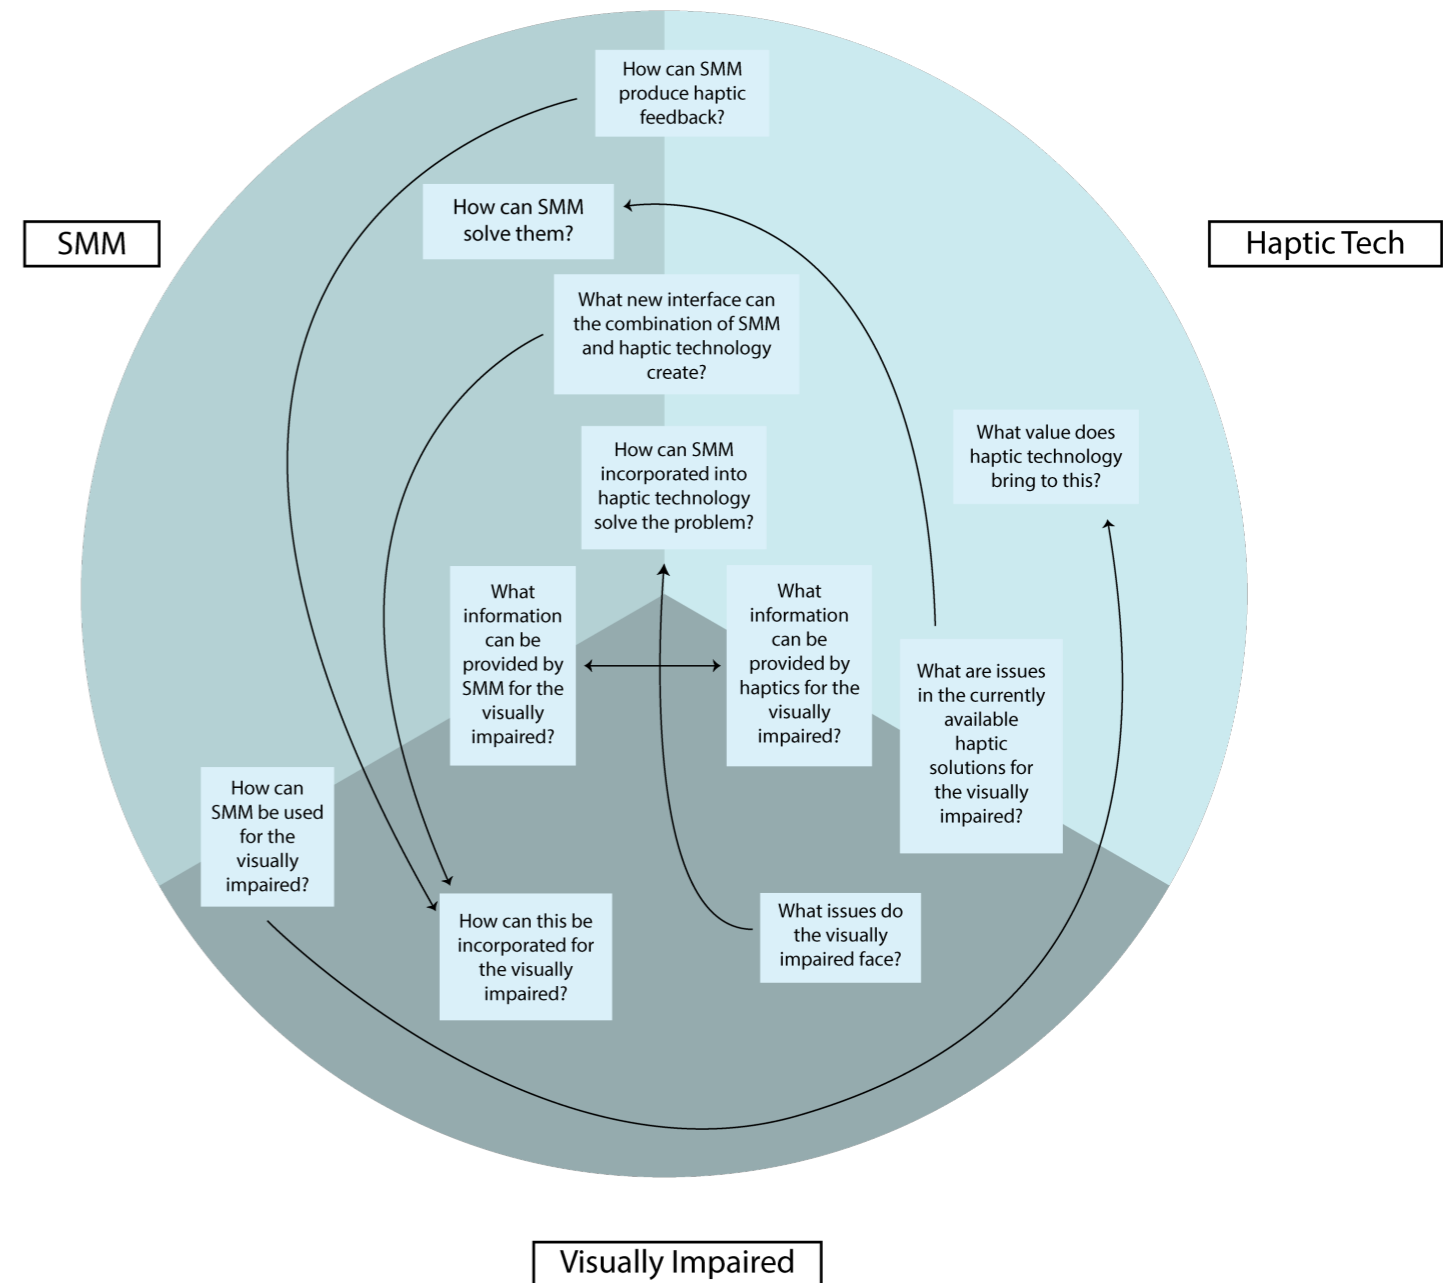 How can SMM
produce haptic
feedback?
How can SMM
solve them?
SMM
Haptic Tech
What new interface can
the combination of SMM
and haptic technology
create?
What value does
haptic technology
bring to this?
How can SMM
incorporated into
haptic technology
solve the problem?
What
information
can be
provided by
SMM for the
visually
impaired?
What
information
can be
provided by
haptics for the
visually
impaired?
What are issues
in the currently
available
haptic
solutions for
the visually
impaired?
How can
SMM be used
for the
visually
impaired?
How can this be
incorporated for
the visually
impaired?
What issues do
the visually
impaired face?
Visually Impaired